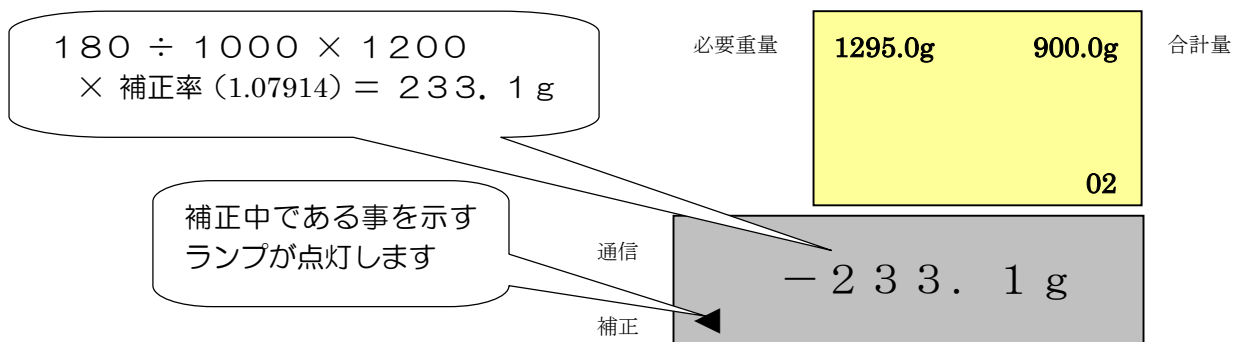 １８０ ÷ １０００ × １２００
× 補正率（1.07914）＝ ２３３．１ｇ
必要重量
1295.0g 900.0g
合計量
02
補正中である事を示す
ランプが点灯します
通信
－２３３．１ｇ
補正